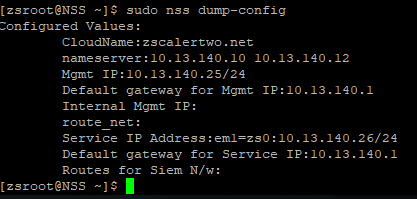 [zsroot@NSS ~]$ sudo nss dump-config
Configured Values:
CloudName:zscalertwo.net
nameserver:10.13.140.10 10.13.140.12
Mgmt IP:10.13.140.25/24
Default gateway for Mgmt IP:10.13.140.1
Internal Mgmt IP:
route_net:
Service IP Address:em1=zs0:10.13.140.26/24
Default gateway for Service IP:10.13.140.1
Routes for Siem N/w:
[zsroot@NSS ~]$